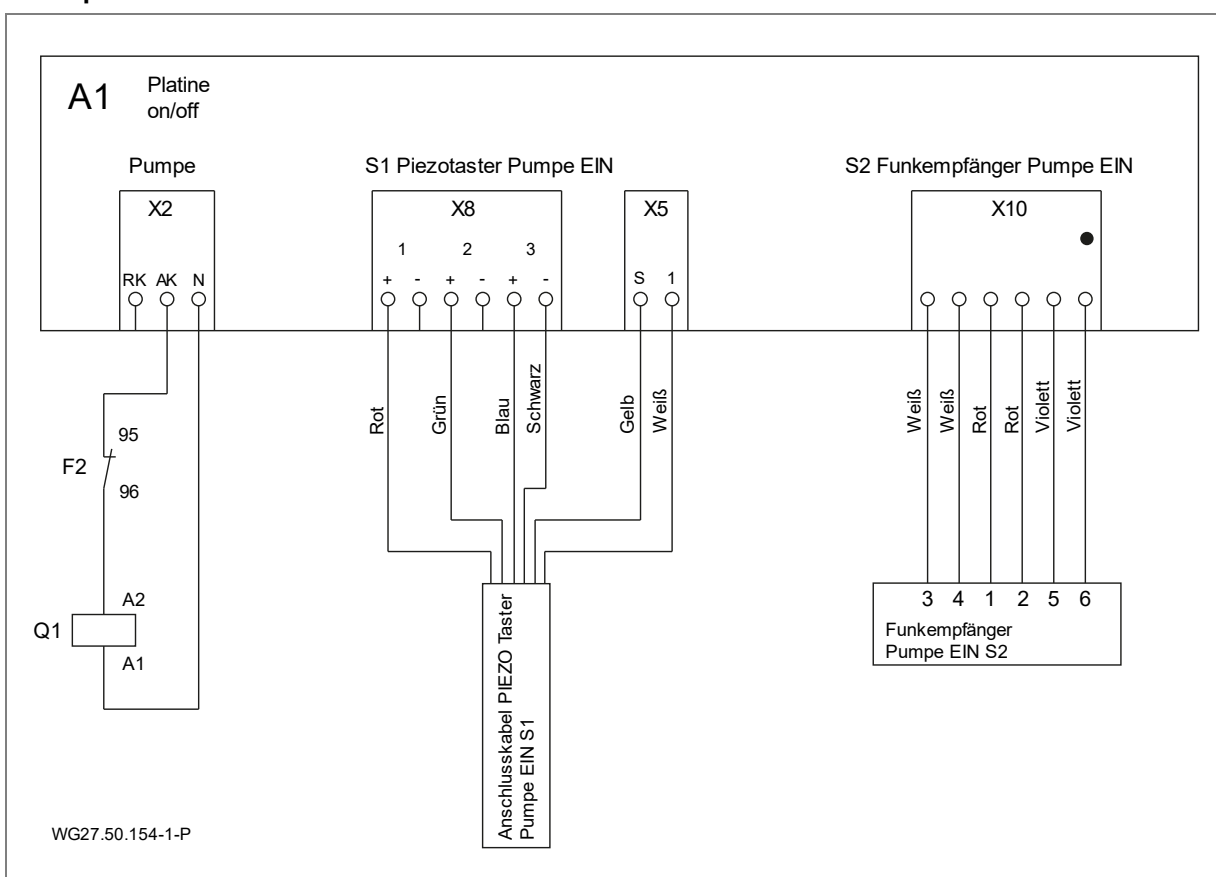 A1
Platine
on/off
Pumpe
S1 Piezotaster Pumpe EIN
S2 Funkempfänger Pumpe EIN
X2
X8
X5
X10
1 2 3
RK AK N
+ - + - + -
S 1
Rot
Grün
Blau
Schwarz
Gelb
Weiß
Weiß
Weiß
Rot
Rot
Violett
Violett
95
F2
96
A2
Q1
A1
Anschlusskabel PIEZO Taster
Pumpe EIN S1
3 4 1 2 5 6
Funkempfänger
Pumpe EIN S2
WG27.50.154-1-P